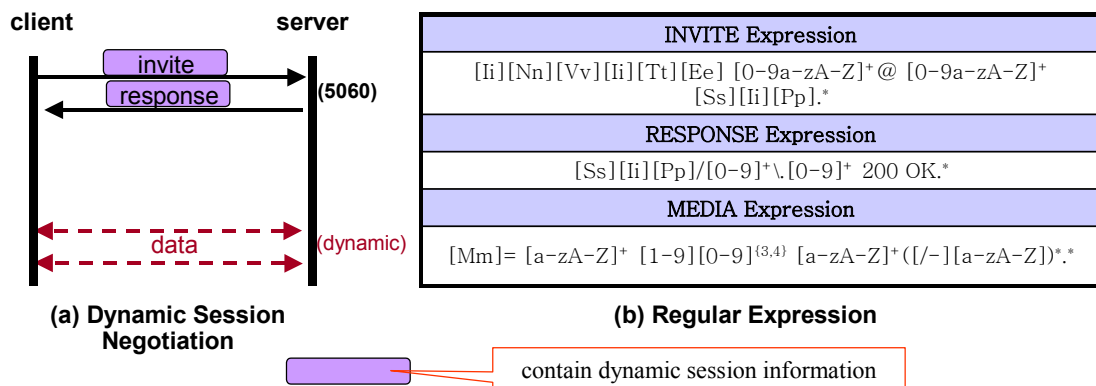 client
server
invite
(5060)
response
data
(dynamic)
(a) Dynamic Session
Negotiation
INVITE Expression
[Ii][Nn][Vv][Ii][Tt][Ee] [0-9a-zA-Z]⁺@ [0-9a-zA-Z]⁺
[Ss][Ii][Pp].*
RESPONSE Expression
[Ss][Ii][Pp]/[0-9]⁺\.[0-9]⁺ 200 OK.*
MEDIA Expression
[Mm]= [a-zA-Z]⁺ [1-9][0-9]^{3,4} [a-zA-Z]⁺([/-][a-zA-Z])*.*
(b) Regular Expression
contain dynamic session information